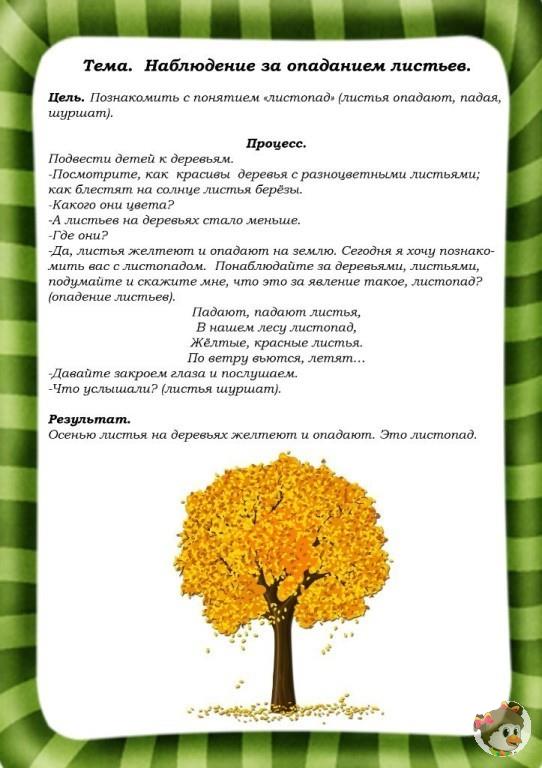 Тема.  Наблюдение за опаданием листьев.
Цель. Познакомить с понятием «листопад» (листья опадают, падая,
шуршат).
Процесс.
Подвести детей к деревьям.
-Посмотрите, как  красивы  деревья с разноцветными листьями;
как блестят на солнце листья берёзы.
-Какого они цвета?
-А листьев на деревьях стало меньше.
-Где они?
-Да, листья желтеют и опадают на землю. Сегодня я хочу познако-
мить вас с листопадом.  Понаблюдайте за деревьями, листьями,
подумайте и скажите мне, что это за явление такое, листопад?
(опадение листьев).
Падают, падают листья,
В нашем лесу листопад,
Жёлтые, красные листья.
По ветру вьются, летят…
-Давайте закроем глаза и послушаем.
-Что услышали? (листья шуршат).
Результат.
Осенью листья на деревьях желтеют и опадают. Это листопад.